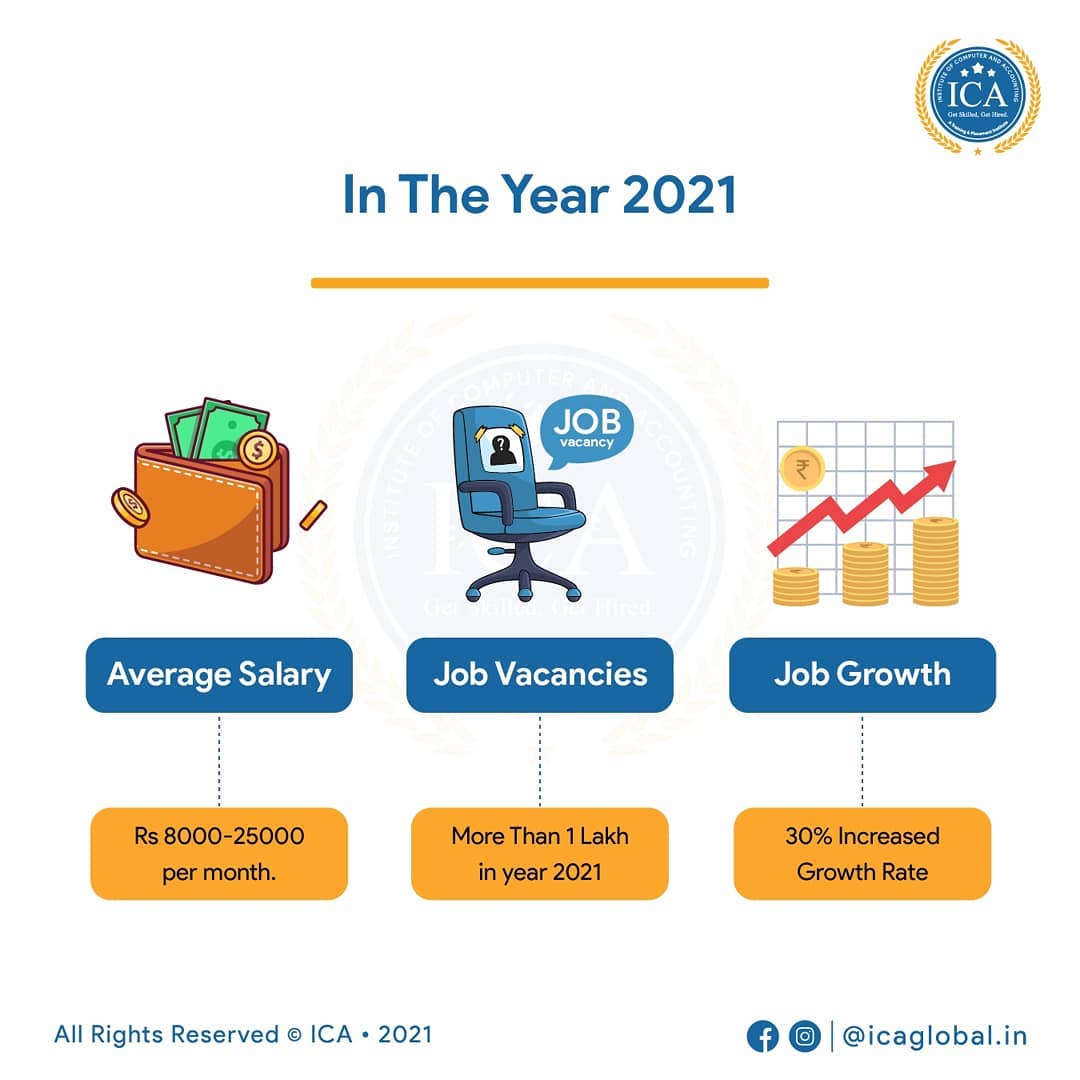 INSTITUTE OF COMPUTER AND ACCOUNTING
ICA
Get Skilled, Get Hired.
A Training & Placement Institute
In The Year 2021
INSTITUTE OF COMPUTER AND ACCOUNTING
ICA
Get Skilled, Get Hired.
JOB
vacancy
Average Salary
Job Vacancies
Job Growth
Rs 8000-25000
per month.
More Than 1 Lakh
in year 2021
30% Increased
Growth Rate
All Rights Reserved © ICA • 2021
@icaglobal.in